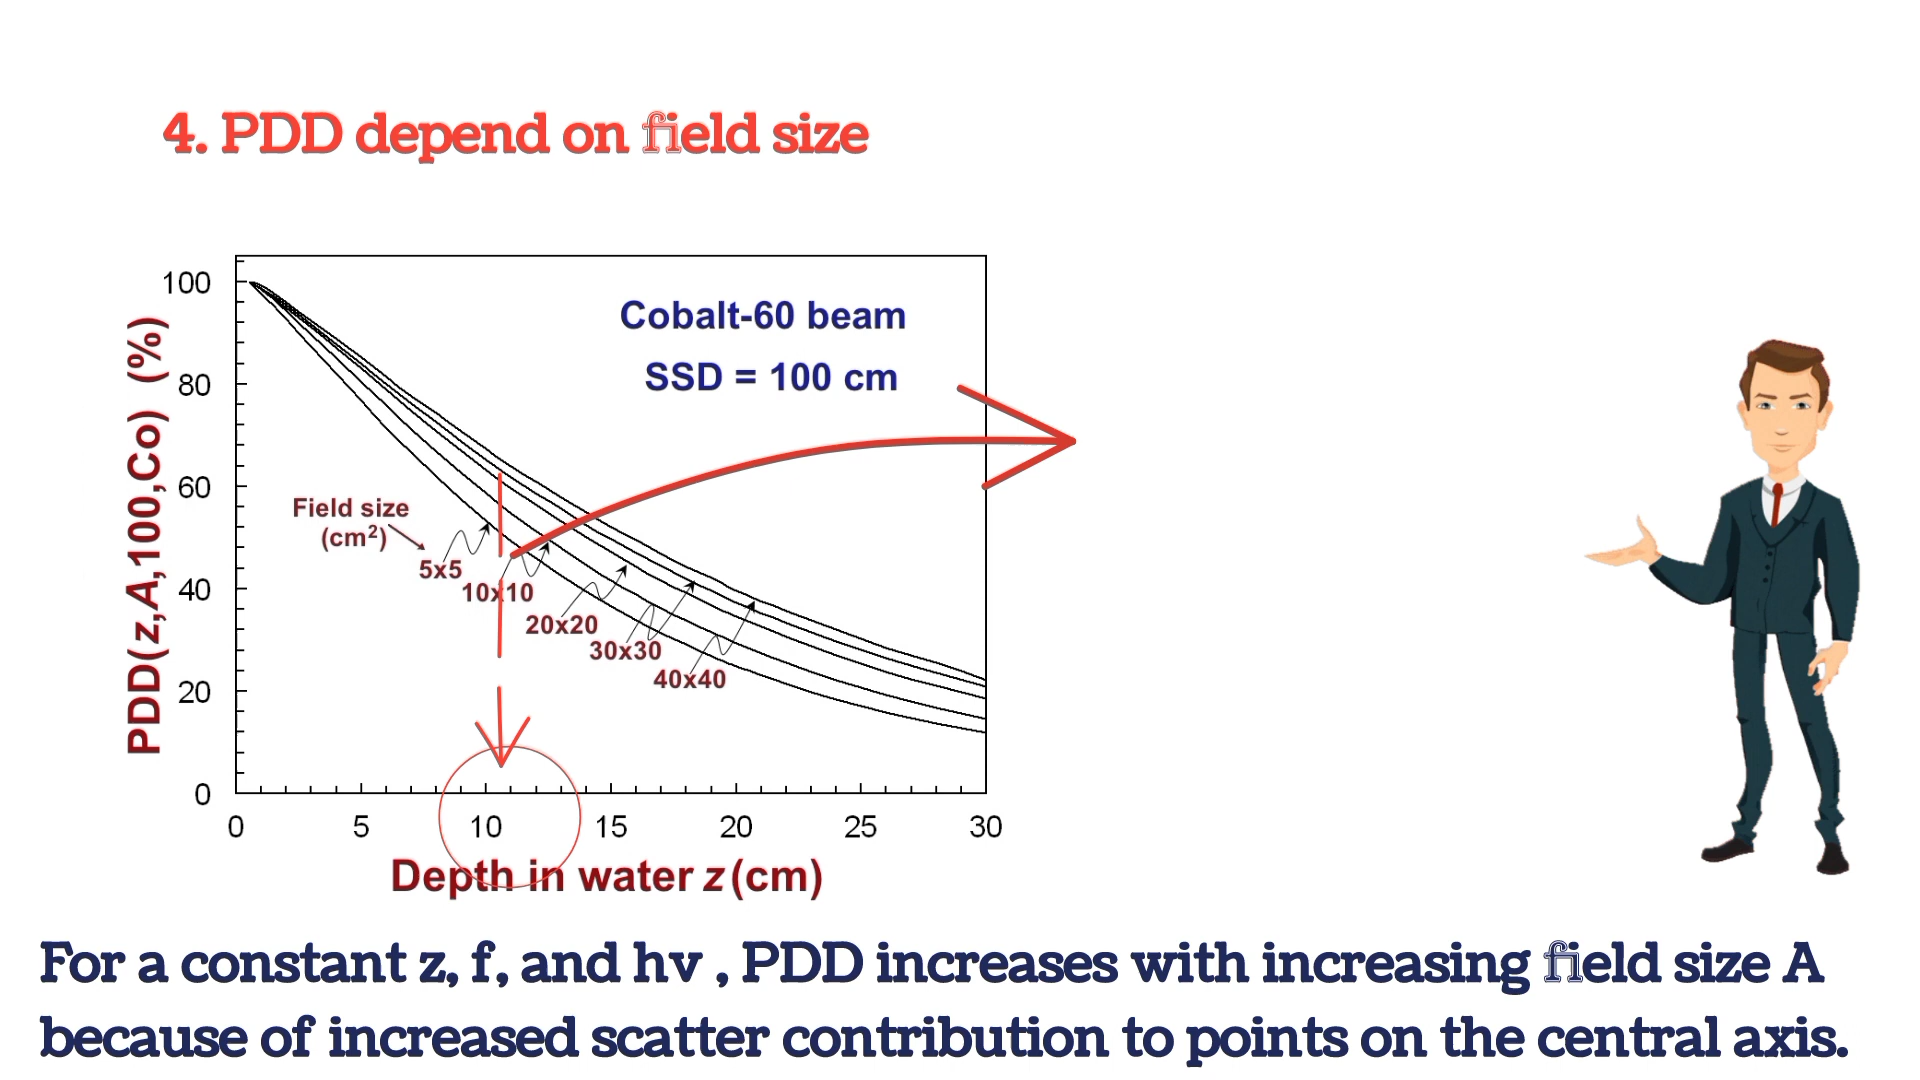 4. PDD depend on field size
Cobalt-60 beam
SSD = 100 cm
PDD(z,A,100,Co) (%)
100
80
60
40
20
0
Field size
(cm²)
5x5
10x10
20x20
30x30
40x40
0 5 10 15 20 25 30
Depth in water z (cm)
For a constant z, f, and hv , PDD increases with increasing field size A
because of increased scatter contribution to points on the central axis.